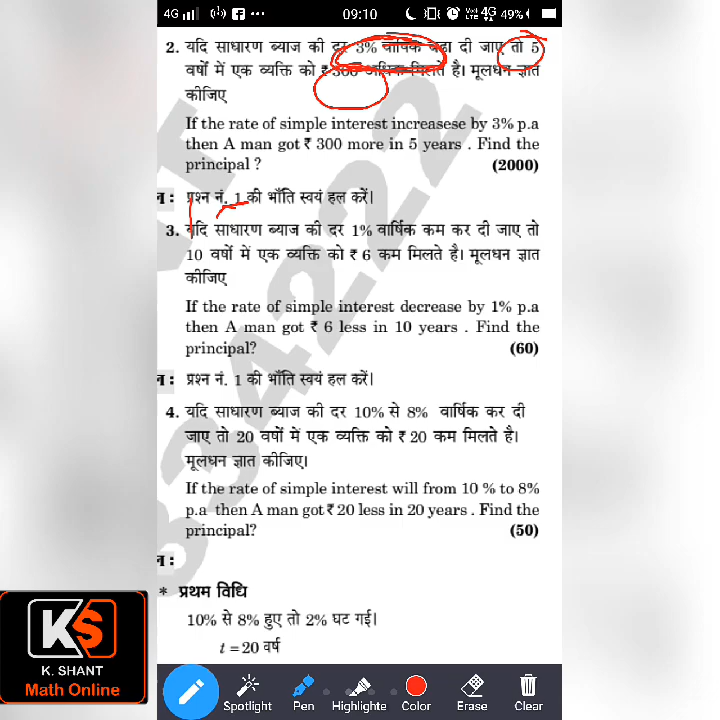 4G
09:10
VoLTE 4G 49%
2. यदि साधारण ब्याज की दर 3% वार्षिक बढ़ा दी जाए तो 5
वर्षों में एक व्यक्ति को ₹ 300 अधिक मिलते है। मूलधन ज्ञात
कीजिए
If the rate of simple interest increasese by 3% p.a
then A man got ₹ 300 more in 5 years . Find the
principal ? (2000)
न : प्रश्न नं. 1 की भाँति स्वयं हल करें।
3. यदि साधारण ब्याज की दर 1% वार्षिक कम कर दी जाए तो
10 वर्षों में एक व्यक्ति को ₹ 6 कम मिलते है। मूलधन ज्ञात
कीजिए
If the rate of simple interest decrease by 1% p.a
then A man got ₹ 6 less in 10 years . Find the
principal? (60)
न : प्रश्न नं. 1 की भाँति स्वयं हल करें।
4. यदि साधारण ब्याज की दर 10% से 8% वार्षिक कर दी
जाए तो 20 वर्षों में एक व्यक्ति को ₹ 20 कम मिलते है।
मूलधन ज्ञात कीजिए।
If the rate of simple interest will from 10 % to 8%
p.a then A man got ₹ 20 less in 20 years . Find the
principal? (50)
न :
* प्रथम विधि
10% से 8% हुए तो 2% घट गई।
t = 20 वर्ष
KS
K. SHANT
Math Online
Spotlight Pen Highlighte Color Erase Clear